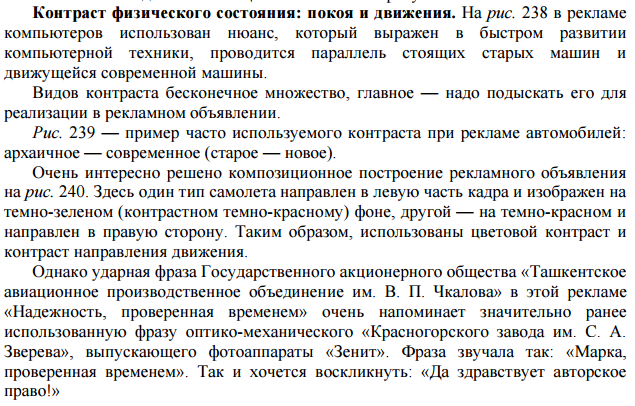 Контраст физического состояния: покоя и движения. На рис. 238 в рекламе
компьютеров использован нюанс, который выражен в быстром развитии
компьютерной техники, проводится параллель стоящих старых машин и
движущейся современной машины.
Видов контраста бесконечное множество, главное — надо подыскать его для
реализации в рекламном объявлении.
Рис. 239 — пример часто используемого контраста при рекламе автомобилей:
архаичное — современное (старое — новое).
Очень интересно решено композиционное построение рекламного объявления
на рис. 240. Здесь один тип самолета направлен в левую часть кадра и изображен на
темно-зеленом (контрастном темно-красному) фоне, другой — на темно-красном и
направлен в правую сторону. Таким образом, использованы цветовой контраст и
контраст направления движения.
Однако ударная фраза Государственного акционерного общества «Ташкентское
авиационное производственное объединение им. В. П. Чкалова» в этой рекламе
«Надежность, проверенная временем» очень напоминает значительно ранее
использованную фразу оптико-механического «Красногорского завода им. С. А.
Зверева», выпускающего фотоаппараты «Зенит». Фраза звучала так: «Марка,
проверенная временем». Так и хочется воскликнуть: «Да здравствует авторское
право!»